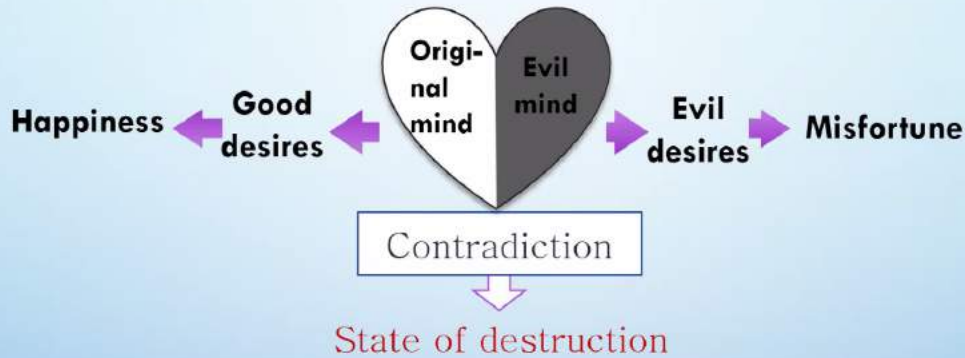 Origi-
nal
mind
Evil
mind
Happiness
Good
desires
Evil
desires
Misfortune
Contradiction
State of destruction